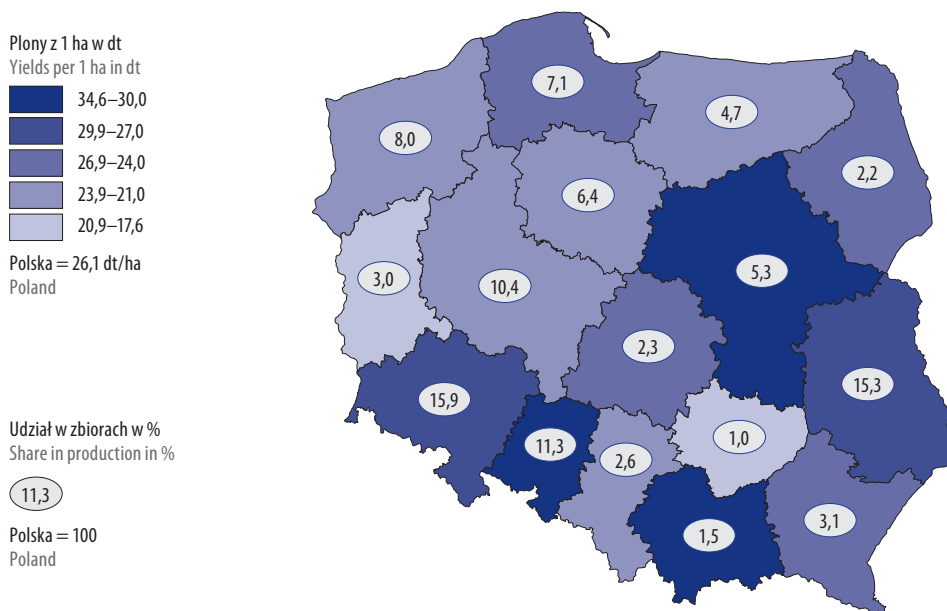 Plony z 1 ha w dt
Yields per 1 ha in dt
34,6–30,0
29,9–27,0
26,9–24,0
23,9–21,0
20,9–17,6
Polska = 26,1 dt/ha
Poland
Udział w zbiorach w %
Share in production in %
11,3
Polska = 100
Poland
7,1
4,7
8,0
2,2
6,4
5,3
3,0
10,4
2,3
15,3
15,9
1,0
11,3
2,6
3,1
1,5